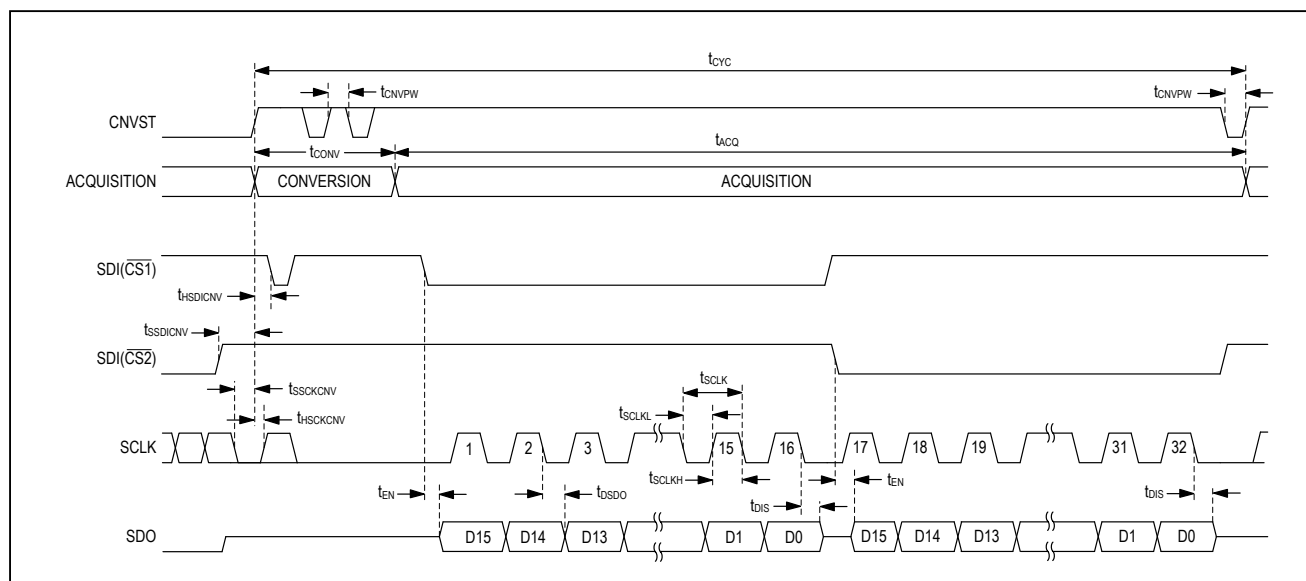 tCYC
tCNVPW
tCNVPW
CNVST
tCONV
tACQ
ACQUISITION
CONVERSION
ACQUISITION
SDI(CS1)
tHSDICNV
tSSDICNV
SDI(CS2)
tSSCKCNV
tSCLK
tHSCKCNV
tSCLKL
SCLK
1 2 3 15 16 17 18 19 31 32
tSCLKH
tEN
tDSDO
tDIS
tEN
tDIS
SDO
D15 D14 D13 D1 D0 D15 D14 D13 D1 D0